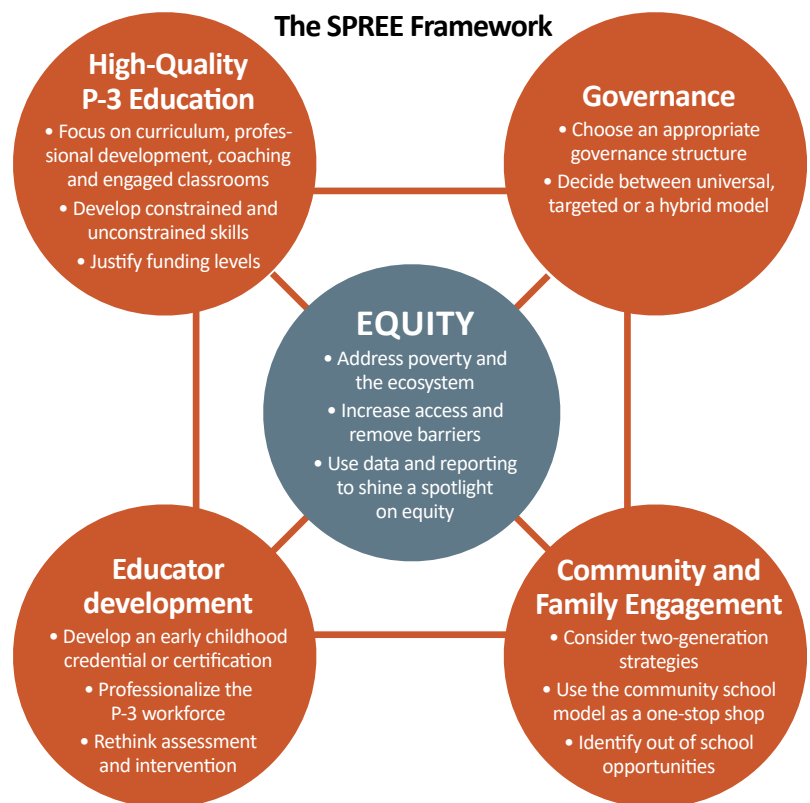 The SPREE Framework
High-Quality
P-3 Education
• Focus on curriculum, profes-
sional development, coaching
and engaged classrooms
• Develop constrained and
unconstrained skills
• Justify funding levels
Governance
• Choose an appropriate
governance structure
• Decide between universal,
targeted or a hybrid model
EQUITY
• Address poverty and
the ecosystem
• Increase access and
remove barriers
• Use data and reporting
to shine a spotlight
on equity
Educator
development
• Develop an early childhood
credential or certification
• Professionalize the
P-3 workforce
• Rethink assessment
and intervention
Community and
Family Engagement
• Consider two-generation
strategies
• Use the community school
model as a one-stop shop
• Identify out of school
opportunities